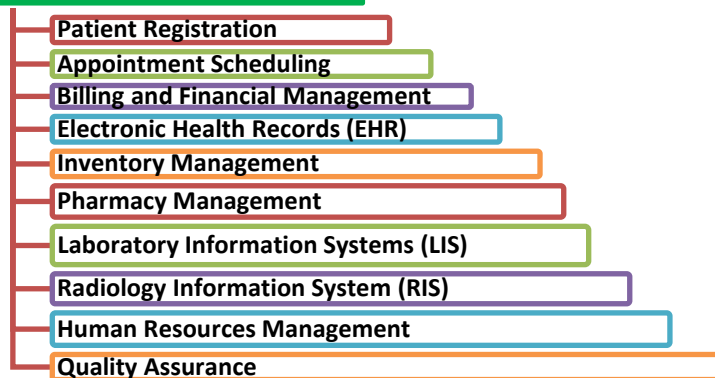 Patient Registration
Appointment Scheduling
Billing and Financial Management
Electronic Health Records (EHR)
Inventory Management
Pharmacy Management
Laboratory Information Systems (LIS)
Radiology Information System (RIS)
Human Resources Management
Quality Assurance